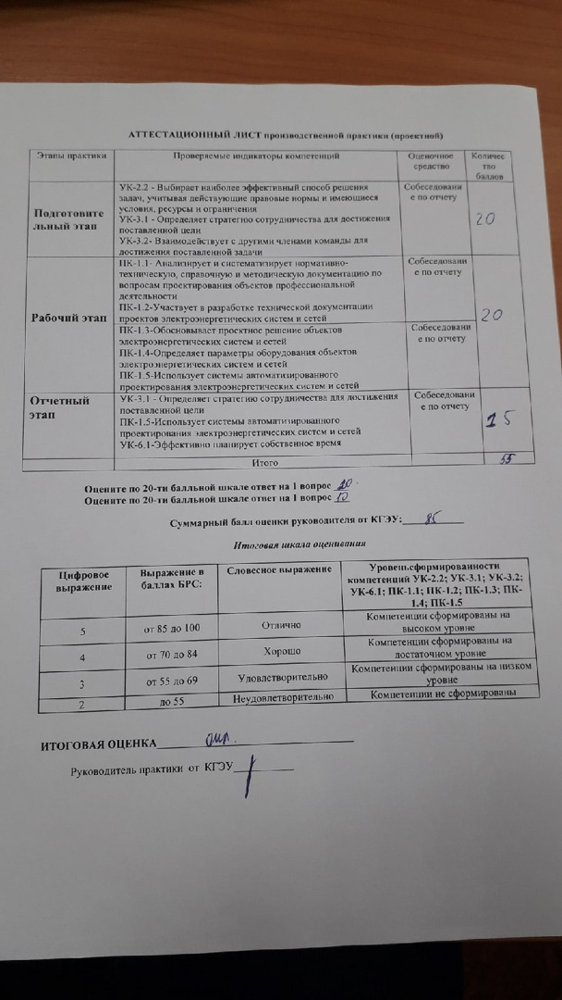 АТТЕСТАЦИОННЫЙ ЛИСТ производственной практики (проектной)
Этапы практики
Проверяемые индикаторы компетенций
Оценочное
средство
Количес
тво
баллов
Подготовите
льный этап
УК-2.2 - Выбирает наиболее эффективный способ решения
задач, учитывая действующие правовые нормы и имеющиеся
условия, ресурсы и ограничения
УК-3.1 - Определяет стратегию сотрудничества для достижения
поставленной цели
УК-3.2- Взаимодействует с другими членами команды для
достижения поставленной задачи
Собеседовани
е по отчету
20
Рабочий этап
ПК-1.1- Анализирует и систематизирует нормативно-
техническую, справочную и методическую документацию по
вопросам проектирования объектов профессиональной
деятельности
ПК-1.2-Участвует в разработке технической документации
проектов электроэнергетических систем и сетей
Собеседовани
е по отчету
20
ПК-1.3-Обосновывает проектное решение объектов
электроэнергетических систем и сетей
ПК-1.4-Определяет параметры оборудования объектов
электроэнергетических систем и сетей
ПК-1.5-Использует системы автоматизированного
проектирования электроэнергетических систем и сетей
Собеседовани
е по отчету
Отчетный
этап
УК-3.1 - Определяет стратегию сотрудничества для достижения
поставленной цели
ПК-1.5-Использует системы автоматизированного
проектирования электроэнергетических систем и сетей
УК-6.1-Эффективно планирует собственное время
Собеседовани
е по отчету
15
Итого
55
Оцените по 20-ти балльной шкале ответ на 1 вопрос 20
Оцените по 20-ти балльной шкале ответ на 1 вопрос 10
Суммарный балл оценки руководителя от КГЭУ: 85
Итоговая шкала оценивания
Цифровое
выражение
Выражение в
баллах БРС:
Словесное выражение
Уровень сформированности
компетенций УК-2.2; УК-3.1; УК-3.2;
УК-6.1; ПК-1.1; ПК-1.2; ПК-1.3; ПК-
1.4; ПК-1.5
5
от 85 до 100
Отлично
Компетенции сформированы на
высоком уровне
4
от 70 до 84
Хорошо
Компетенции сформированы на
достаточном уровне
3
от 55 до 69
Удовлетворительно
Компетенции сформированы на низком
уровне
2
до 55
Неудовлетворительно
Компетенции не сформированы
ИТОГОВАЯ ОЦЕНКА отл.
Руководитель практики от КГЭУ